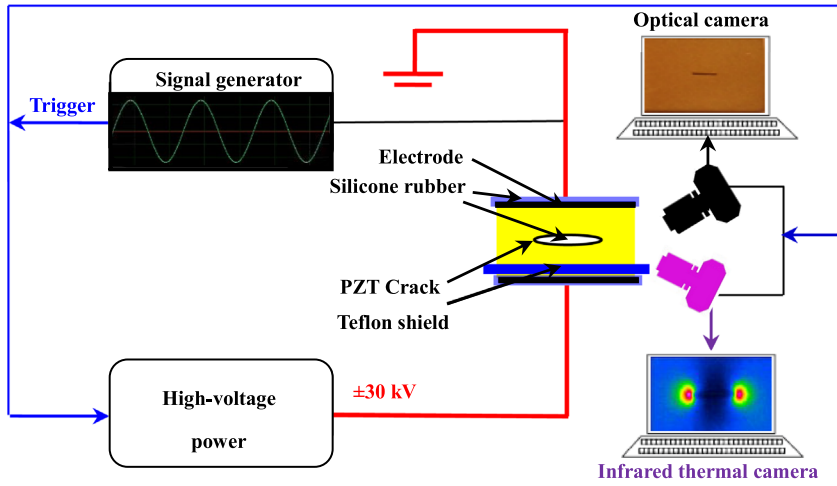 Optical camera
Signal generator
Trigger
Electrode
Silicone rubber
PZT Crack
Teflon shield
±30 kV
High-voltage
power
Infrared thermal camera